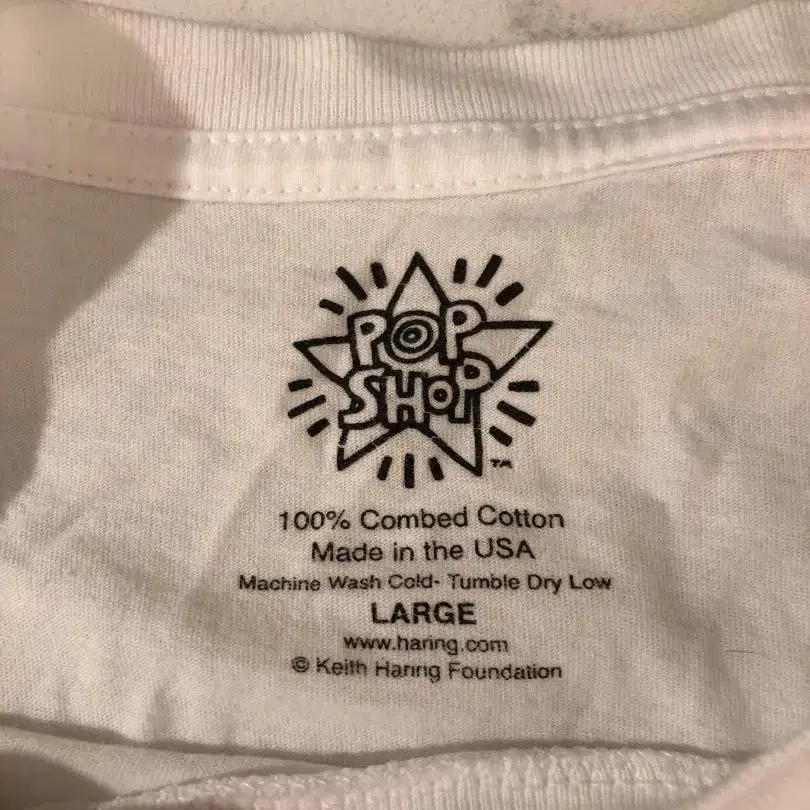 POP
SHOP
TM
100% Combed Cotton
Made in the USA
Machine Wash Cold- Tumble Dry Low
LARGE
www.haring.com
© Keith Haring Foundation